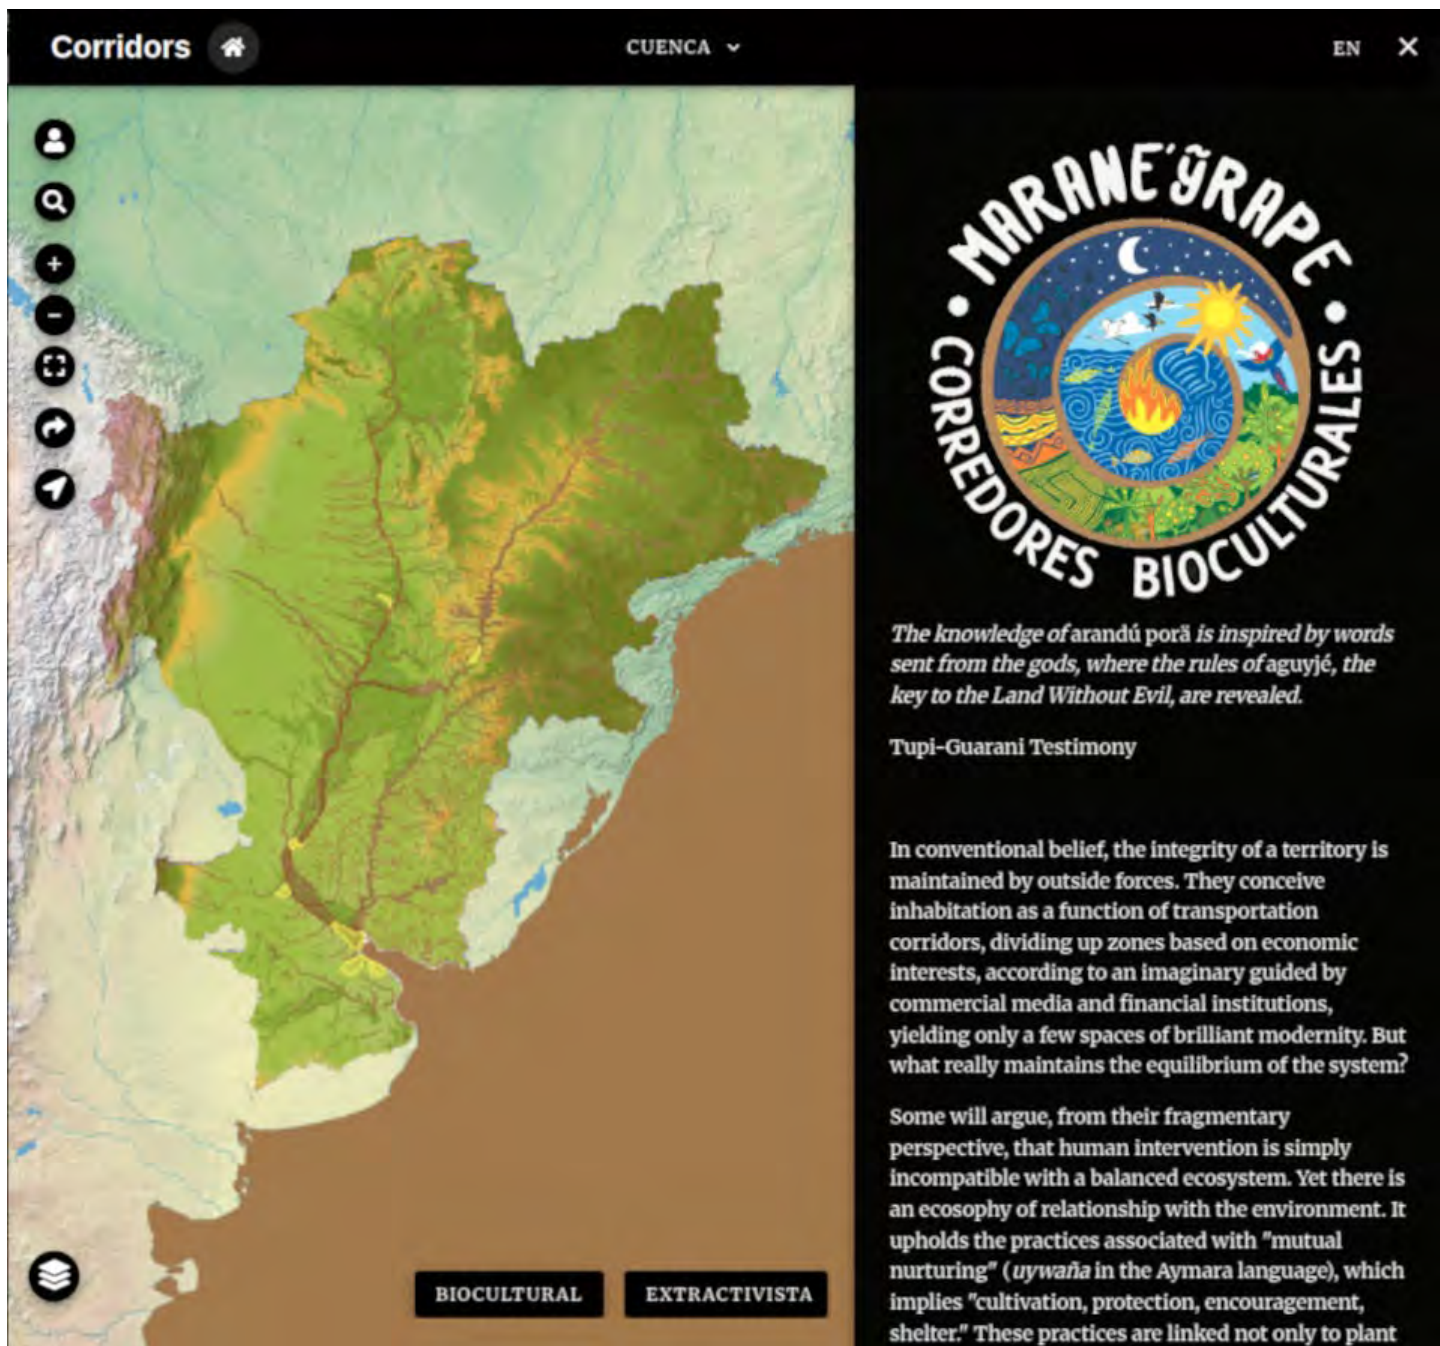 Corridors
CUENCA
EN
MARANE'ỹRAPE
CORREDORES BIOCULTURALES
The knowledge of arandú porã is inspired by words
sent from the gods, where the rules of aguyjé, the
key to the Land Without Evil, are revealed.
Tupi-Guarani Testimony
In conventional belief, the integrity of a territory is
maintained by outside forces. They conceive
inhabitation as a function of transportation
corridors, dividing up zones based on economic
interests, according to an imaginary guided by
commercial media and financial institutions,
yielding only a few spaces of brilliant modernity. But
what really maintains the equilibrium of the system?
Some will argue, from their fragmentary
perspective, that human intervention is simply
incompatible with a balanced ecosystem. Yet there is
an ecosophy of relationship with the environment. It
upholds the practices associated with "mutual
nurturing" (uywaña in the Aymara language), which
implies "cultivation, protection, encouragement,
shelter." These practices are linked not only to plant
BIOCULTURAL
EXTRACTIVISTA